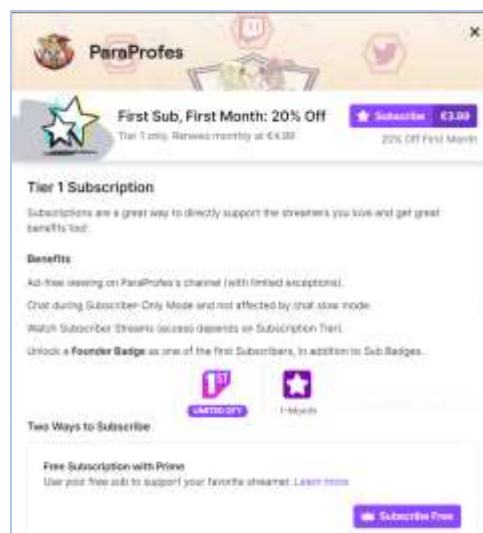 ParaProfes
First Sub, First Month: 20% Off
Subscribe €3.99
Tier 1 only. Renews monthly at €4.99
20% Off First Month
Tier 1 Subscription
Subscriptions are a great way to directly support the streamers you love and get great
benefits too!
Benefits
Ad-free viewing on ParaProfes's channel (with limited exceptions).
Chat during Subscriber-Only Mode and not affected by chat slow mode.
Watch Subscriber Streams (access depends on Subscription Tier).
Unlock a Founder Badge as one of the first Subscribers, in addition to Sub Badges.
1ST
LIMITED QTY
1-Month
Two Ways to Subscribe
Free Subscription with Prime
Use your free sub to support your favorite streamer. Learn more
Subscribe Free